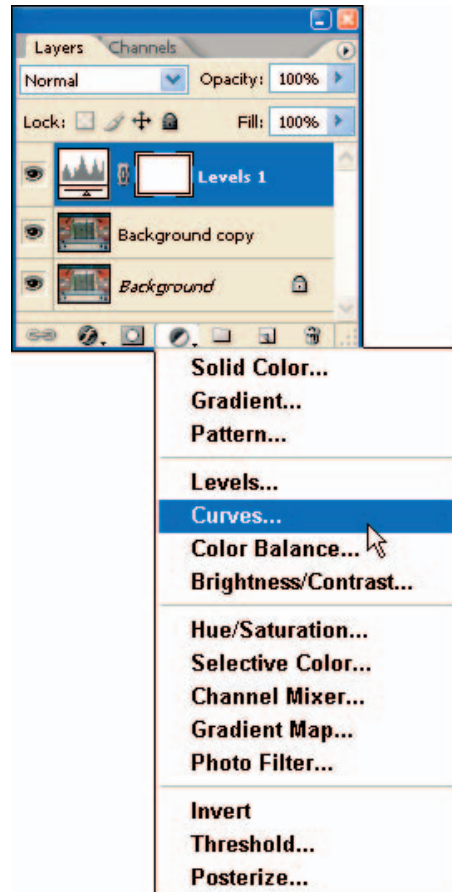 Layers Channels
Normal Opacity: 100%
Lock: Fill: 100%
Levels 1
Background copy
Background
Solid Color...
Gradient...
Pattern...
Levels...
Curves...
Color Balance...
Brightness/Contrast...
Hue/Saturation...
Selective Color...
Channel Mixer...
Gradient Map...
Photo Filter...
Invert
Threshold...
Posterize...